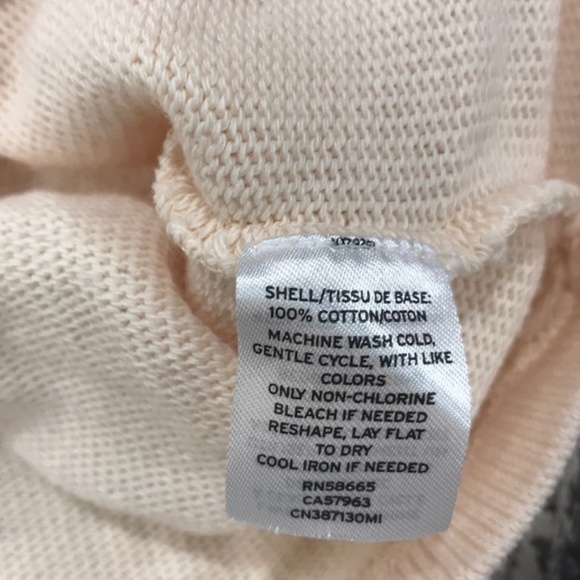 SHELL/TISSU DE BASE:
100% COTTON/COTON
MACHINE WASH COLD,
GENTLE CYCLE, WITH LIKE
COLORS
ONLY NON-CHLORINE
BLEACH IF NEEDED
RESHAPE, LAY FLAT
TO DRY
COOL IRON IF NEEDED
RN58665
CA57963
CN387130MI